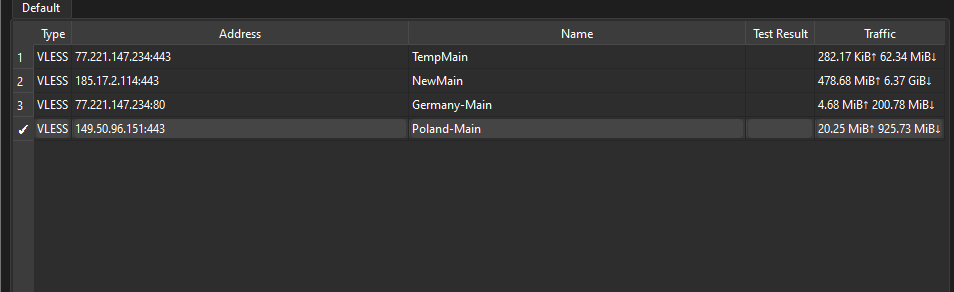 Default
Type Address Name Test Result Traffic
1 VLESS 77.221.147.234:443 TempMain 282.17 KiB↑ 62.34 MiB↓
2 VLESS 185.17.2.114:443 NewMain 478.68 MiB↑ 6.37 GiB↓
3 VLESS 77.221.147.234:80 Germany-Main 4.68 MiB↑ 200.78 MiB↓
✓ VLESS 149.50.96.151:443 Poland-Main 20.25 MiB↑ 925.73 MiB↓